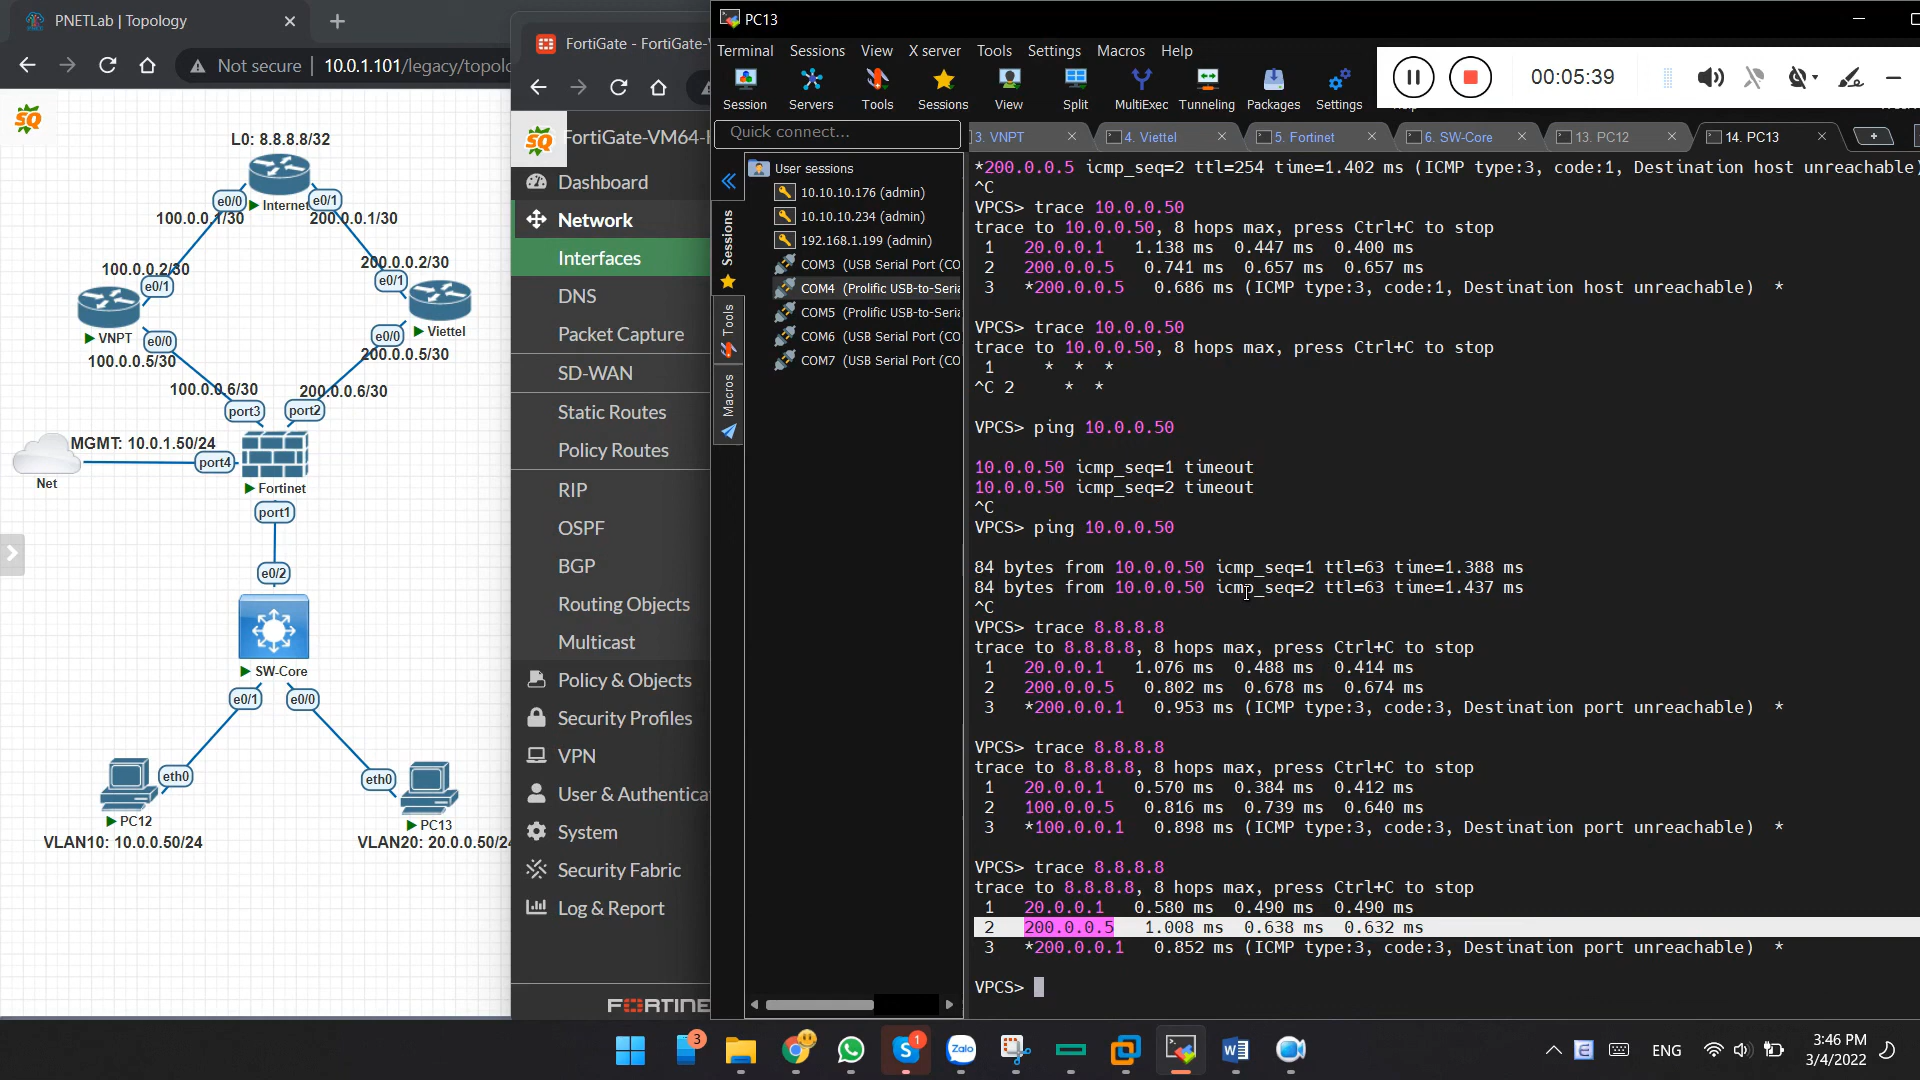 PNETLab | Topology
Not secure | 10.0.1.101/legacy/topolo
SQ
L0: 8.8.8.8/32
e0/0
e0/1
Internet
100.0.0.1/30
200.0.0.1/30
100.0.0.2/30
200.0.0.2/30
e0/1
e0/1
VNPT
Viettel
e0/0
e0/0
100.0.0.5/30
200.0.0.5/30
100.0.0.6/30
200.0.0.6/30
port3
port2
MGMT: 10.0.1.50/24
port4
Net
Fortinet
port1
e0/2
SW-Core
e0/1
e0/0
eth0
eth0
PC12
PC13
VLAN10: 10.0.0.50/24
VLAN20: 20.0.0.50/24
FortiGate - FortiGate-V
SQ
FortiGate-VM64-
Dashboard
Network
Interfaces
DNS
Packet Capture
SD-WAN
Static Routes
Policy Routes
RIP
OSPF
BGP
Routing Objects
Multicast
Policy & Objects
Security Profiles
VPN
User & Authentica
System
Security Fabric
Log & Report
FORTINE
PC13
Terminal Sessions View X server Tools Settings Macros Help
Session Servers Tools Sessions View Split MultiExec Tunneling Packages Settings
00:05:39
Quick connect...
3. VNPT
4. Viettel
5. Fortinet
6. SW-Core
13. PC12
14. PC13
Sessions
Tools
Macros
User sessions
10.10.10.176 (admin)
10.10.10.234 (admin)
192.168.1.199 (admin)
COM3 (USB Serial Port (CO
COM4 (Prolific USB-to-Seria
COM5 (Prolific USB-to-Seria
COM6 (USB Serial Port (CO
COM7 (USB Serial Port (CO
*200.0.0.5 icmp_seq=2 ttl=254 time=1.402 ms (ICMP type:3, code:1, Destination host unreachable)
^C
VPCS> trace 10.0.0.50
trace to 10.0.0.50, 8 hops max, press Ctrl+C to stop
1 20.0.0.1 1.138 ms 0.447 ms 0.400 ms
2 200.0.0.5 0.741 ms 0.657 ms 0.657 ms
3 *200.0.0.5 0.686 ms (ICMP type:3, code:1, Destination host unreachable) *
VPCS> trace 10.0.0.50
trace to 10.0.0.50, 8 hops max, press Ctrl+C to stop
1 * * *
^C 2 * *
VPCS> ping 10.0.0.50
10.0.0.50 icmp_seq=1 timeout
10.0.0.50 icmp_seq=2 timeout
^C
VPCS> ping 10.0.0.50
84 bytes from 10.0.0.50 icmp_seq=1 ttl=63 time=1.388 ms
84 bytes from 10.0.0.50 icmp_seq=2 ttl=63 time=1.437 ms
^C
VPCS> trace 8.8.8.8
trace to 8.8.8.8, 8 hops max, press Ctrl+C to stop
1 20.0.0.1 1.076 ms 0.488 ms 0.414 ms
2 200.0.0.5 0.802 ms 0.678 ms 0.674 ms
3 *200.0.0.1 0.953 ms (ICMP type:3, code:3, Destination port unreachable) *
VPCS> trace 8.8.8.8
trace to 8.8.8.8, 8 hops max, press Ctrl+C to stop
1 20.0.0.1 0.570 ms 0.384 ms 0.412 ms
2 100.0.0.5 0.816 ms 0.739 ms 0.640 ms
3 *100.0.0.1 0.898 ms (ICMP type:3, code:3, Destination port unreachable) *
VPCS> trace 8.8.8.8
trace to 8.8.8.8, 8 hops max, press Ctrl+C to stop
1 20.0.0.1 0.580 ms 0.490 ms 0.490 ms
2 200.0.0.5 1.008 ms 0.638 ms 0.632 ms
3 *200.0.0.1 0.852 ms (ICMP type:3, code:3, Destination port unreachable) *
VPCS>
3
1
Zalo
E
ENG
3:46 PM
3/4/2022